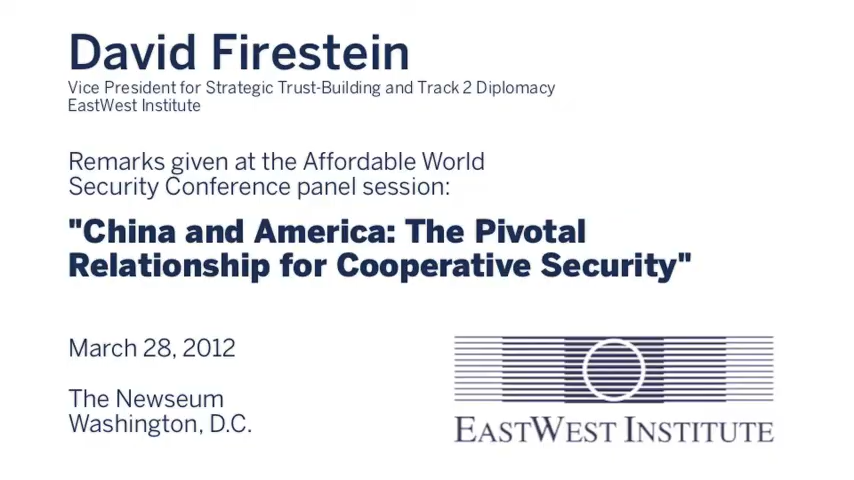 David Firestein
Vice President for Strategic Trust-Building and Track 2 Diplomacy
EastWest Institute
Remarks given at the Affordable World
Security Conference panel session:
"China and America: The Pivotal
Relationship for Cooperative Security"
March 28, 2012
The Newseum
Washington, D.C.
EASTWEST INSTITUTE